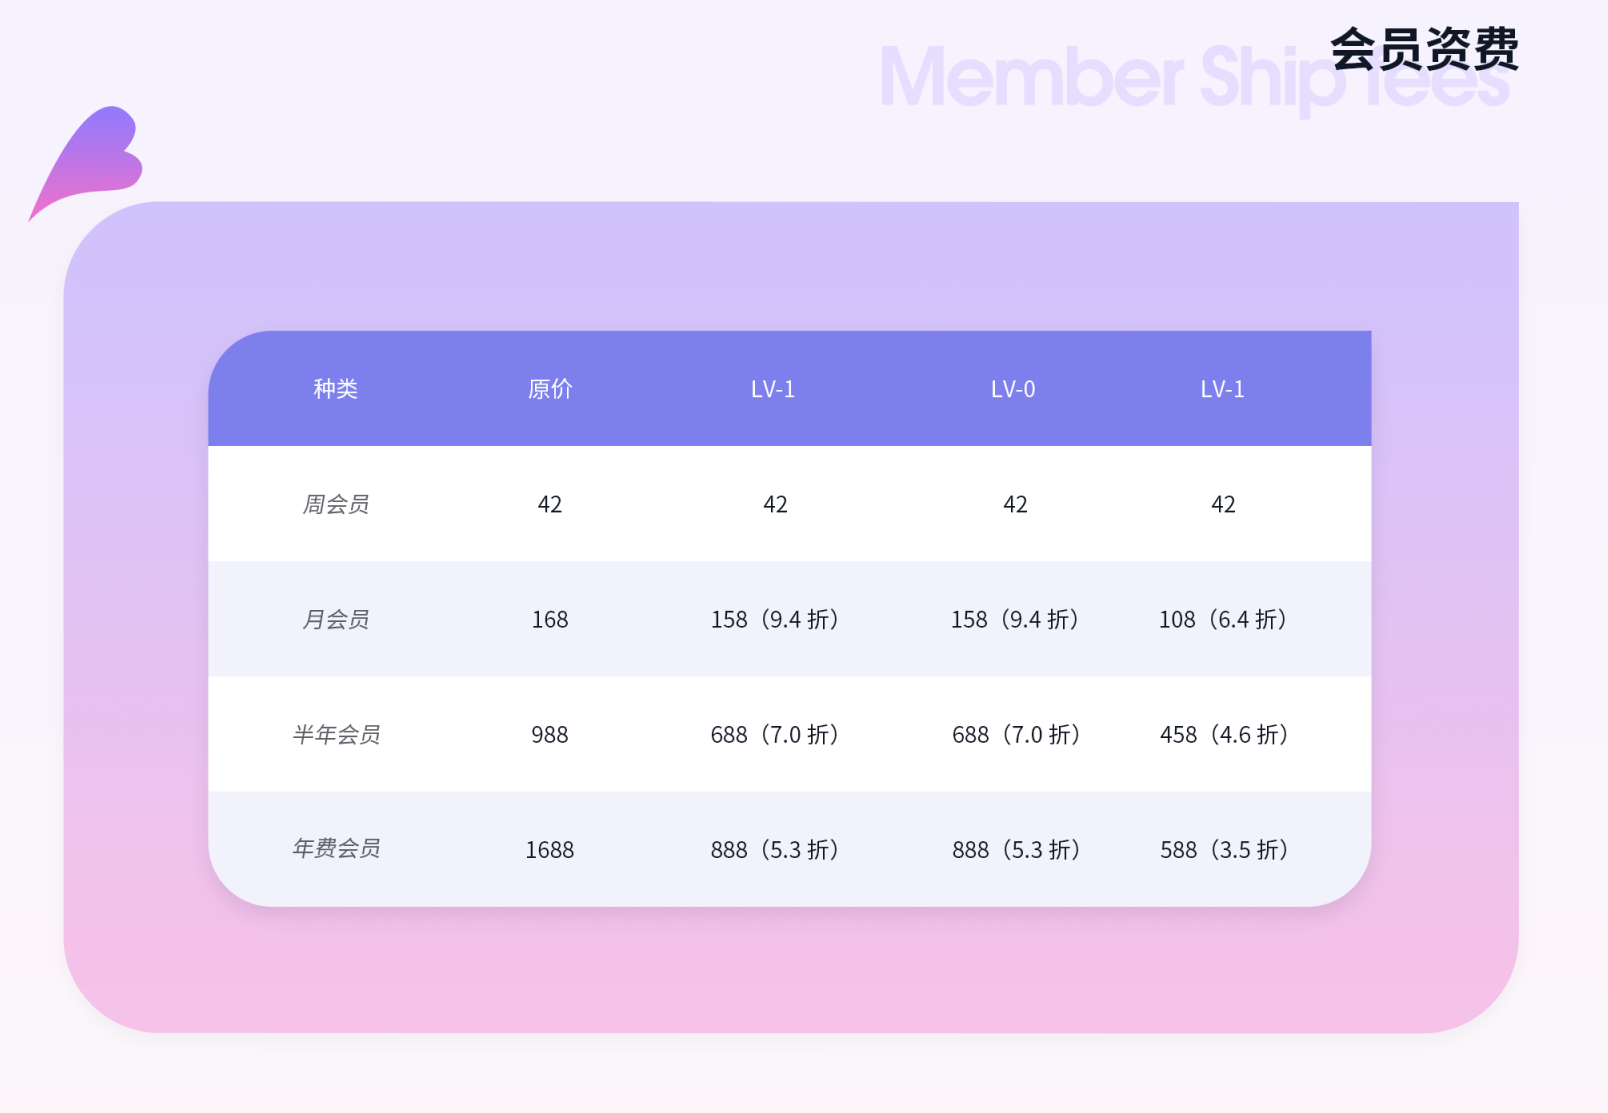 会员资费
Member Ship fees
种类 原价 LV-1 LV-0 LV-1
周会员 42 42 42 42
月会员 168 158（9.4 折） 158（9.4 折） 108（6.4 折）
半年会员 988 688（7.0 折） 688（7.0 折） 458（4.6 折）
年费会员 1688 888（5.3 折） 888（5.3 折） 588（3.5 折）